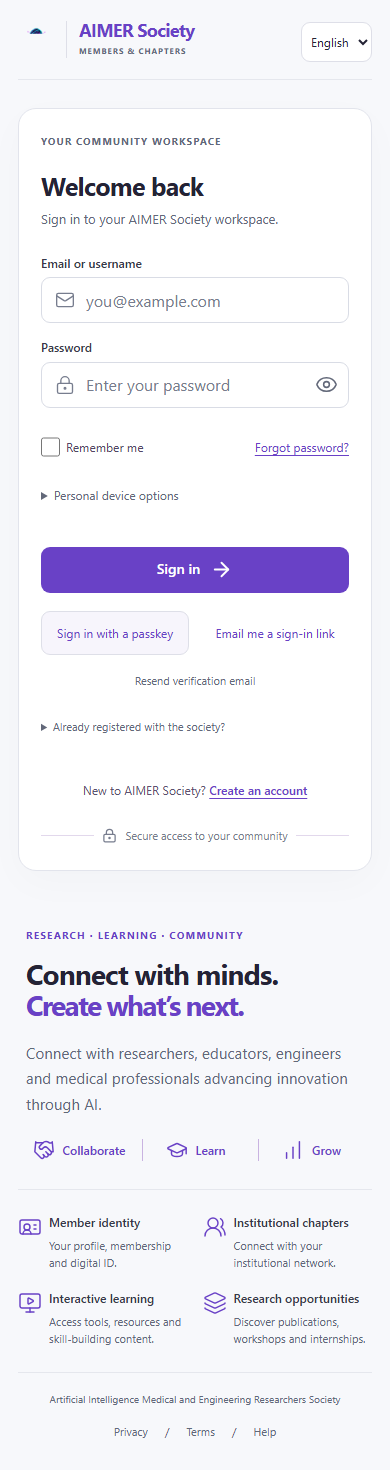 AIMER Society
MEMBERS & CHAPTERS
English
YOUR COMMUNITY WORKSPACE
Welcome back
Sign in to your AIMER Society workspace.
Email or username
you@example.com
Password
Enter your password
Remember me
Forgot password?
Personal device options
Sign in
Sign in with a passkey
Email me a sign-in link
Resend verification email
Already registered with the society?
New to AIMER Society? Create an account
Secure access to your community
RESEARCH · LEARNING · COMMUNITY
Connect with minds.
Create what's next.
Connect with researchers, educators, engineers
and medical professionals advancing innovation
through AI.
Collaborate
Learn
Grow
Member identity
Your profile, membership
and digital ID.
Institutional chapters
Connect with your
institutional network.
Interactive learning
Access tools, resources and
skill-building content.
Research opportunities
Discover publications,
workshops and internships.
Artificial Intelligence Medical and Engineering Researchers Society
Privacy / Terms / Help